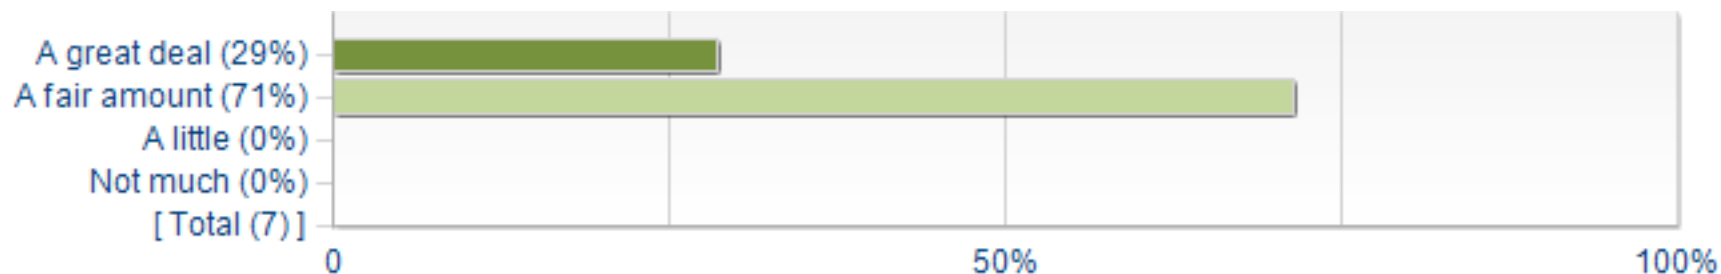 A great deal (29%)
A fair amount (71%)
A little (0%)
Not much (0%)
[ Total (7) ]
0 50% 100%